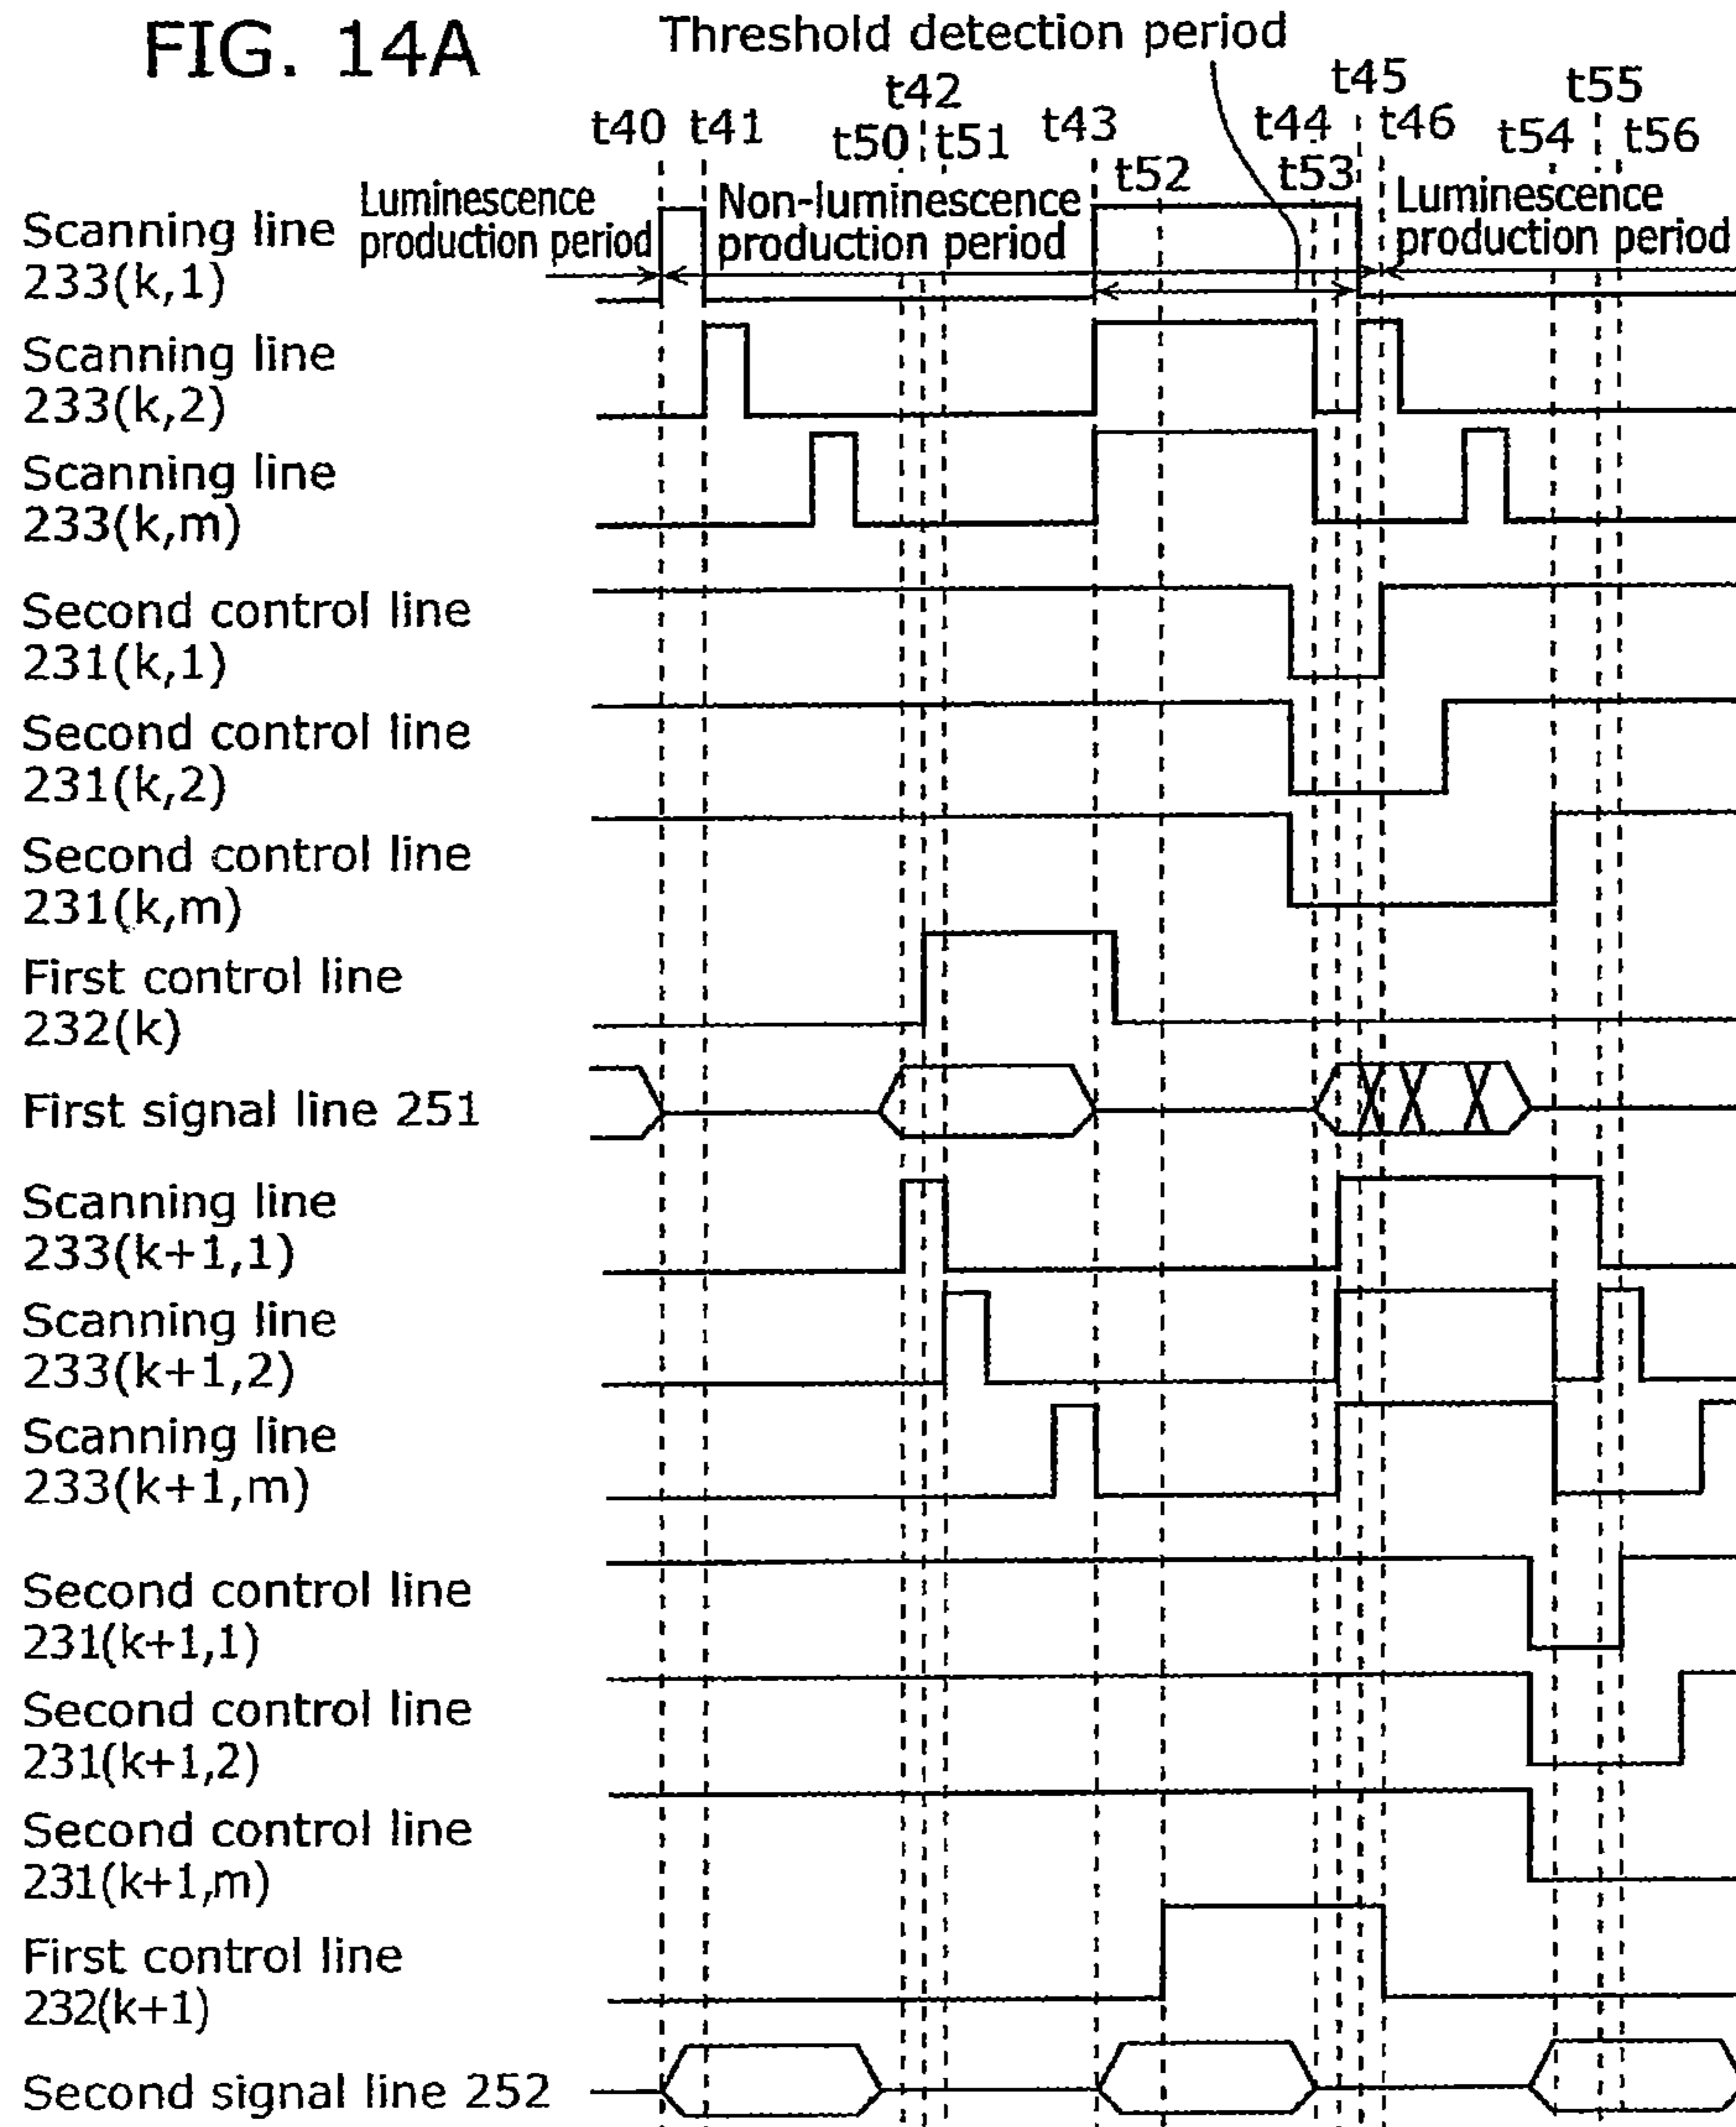 FIG. 14A
Threshold detection period
t42
t45
t55
t40
t41
t50
t51
t43
t44
t46
t54
t56
t52
t53
Luminescence
production period
Non-luminescence
production period
Luminescence
production period
Scanning line
233(k,1)
Scanning line
233(k,2)
Scanning line
233(k,m)
Second control line
231(k,1)
Second control line
231(k,2)
Second control line
231(k,m)
First control line
232(k)
First signal line 251
Scanning line
233(k+1,1)
Scanning line
233(k+1,2)
Scanning line
233(k+1,m)
Second control line
231(k+1,1)
Second control line
231(k+1,2)
Second control line
231(k+1,m)
First control line
232(k+1)
Second signal line 252